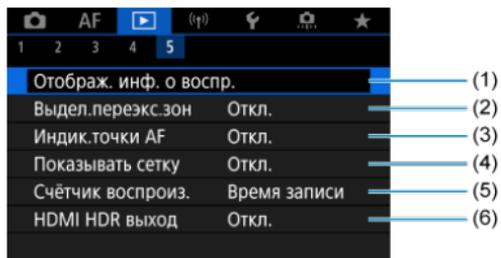 AF
1 2 3 4 5
Отображ. инф. о воспр. (1)
Выдел.переэкс.зон Откл. (2)
Индик.точки AF Откл. (3)
Показывать сетку Откл. (4)
Счётчик воспроиз. Время записи (5)
HDMI HDR выход Откл. (6)